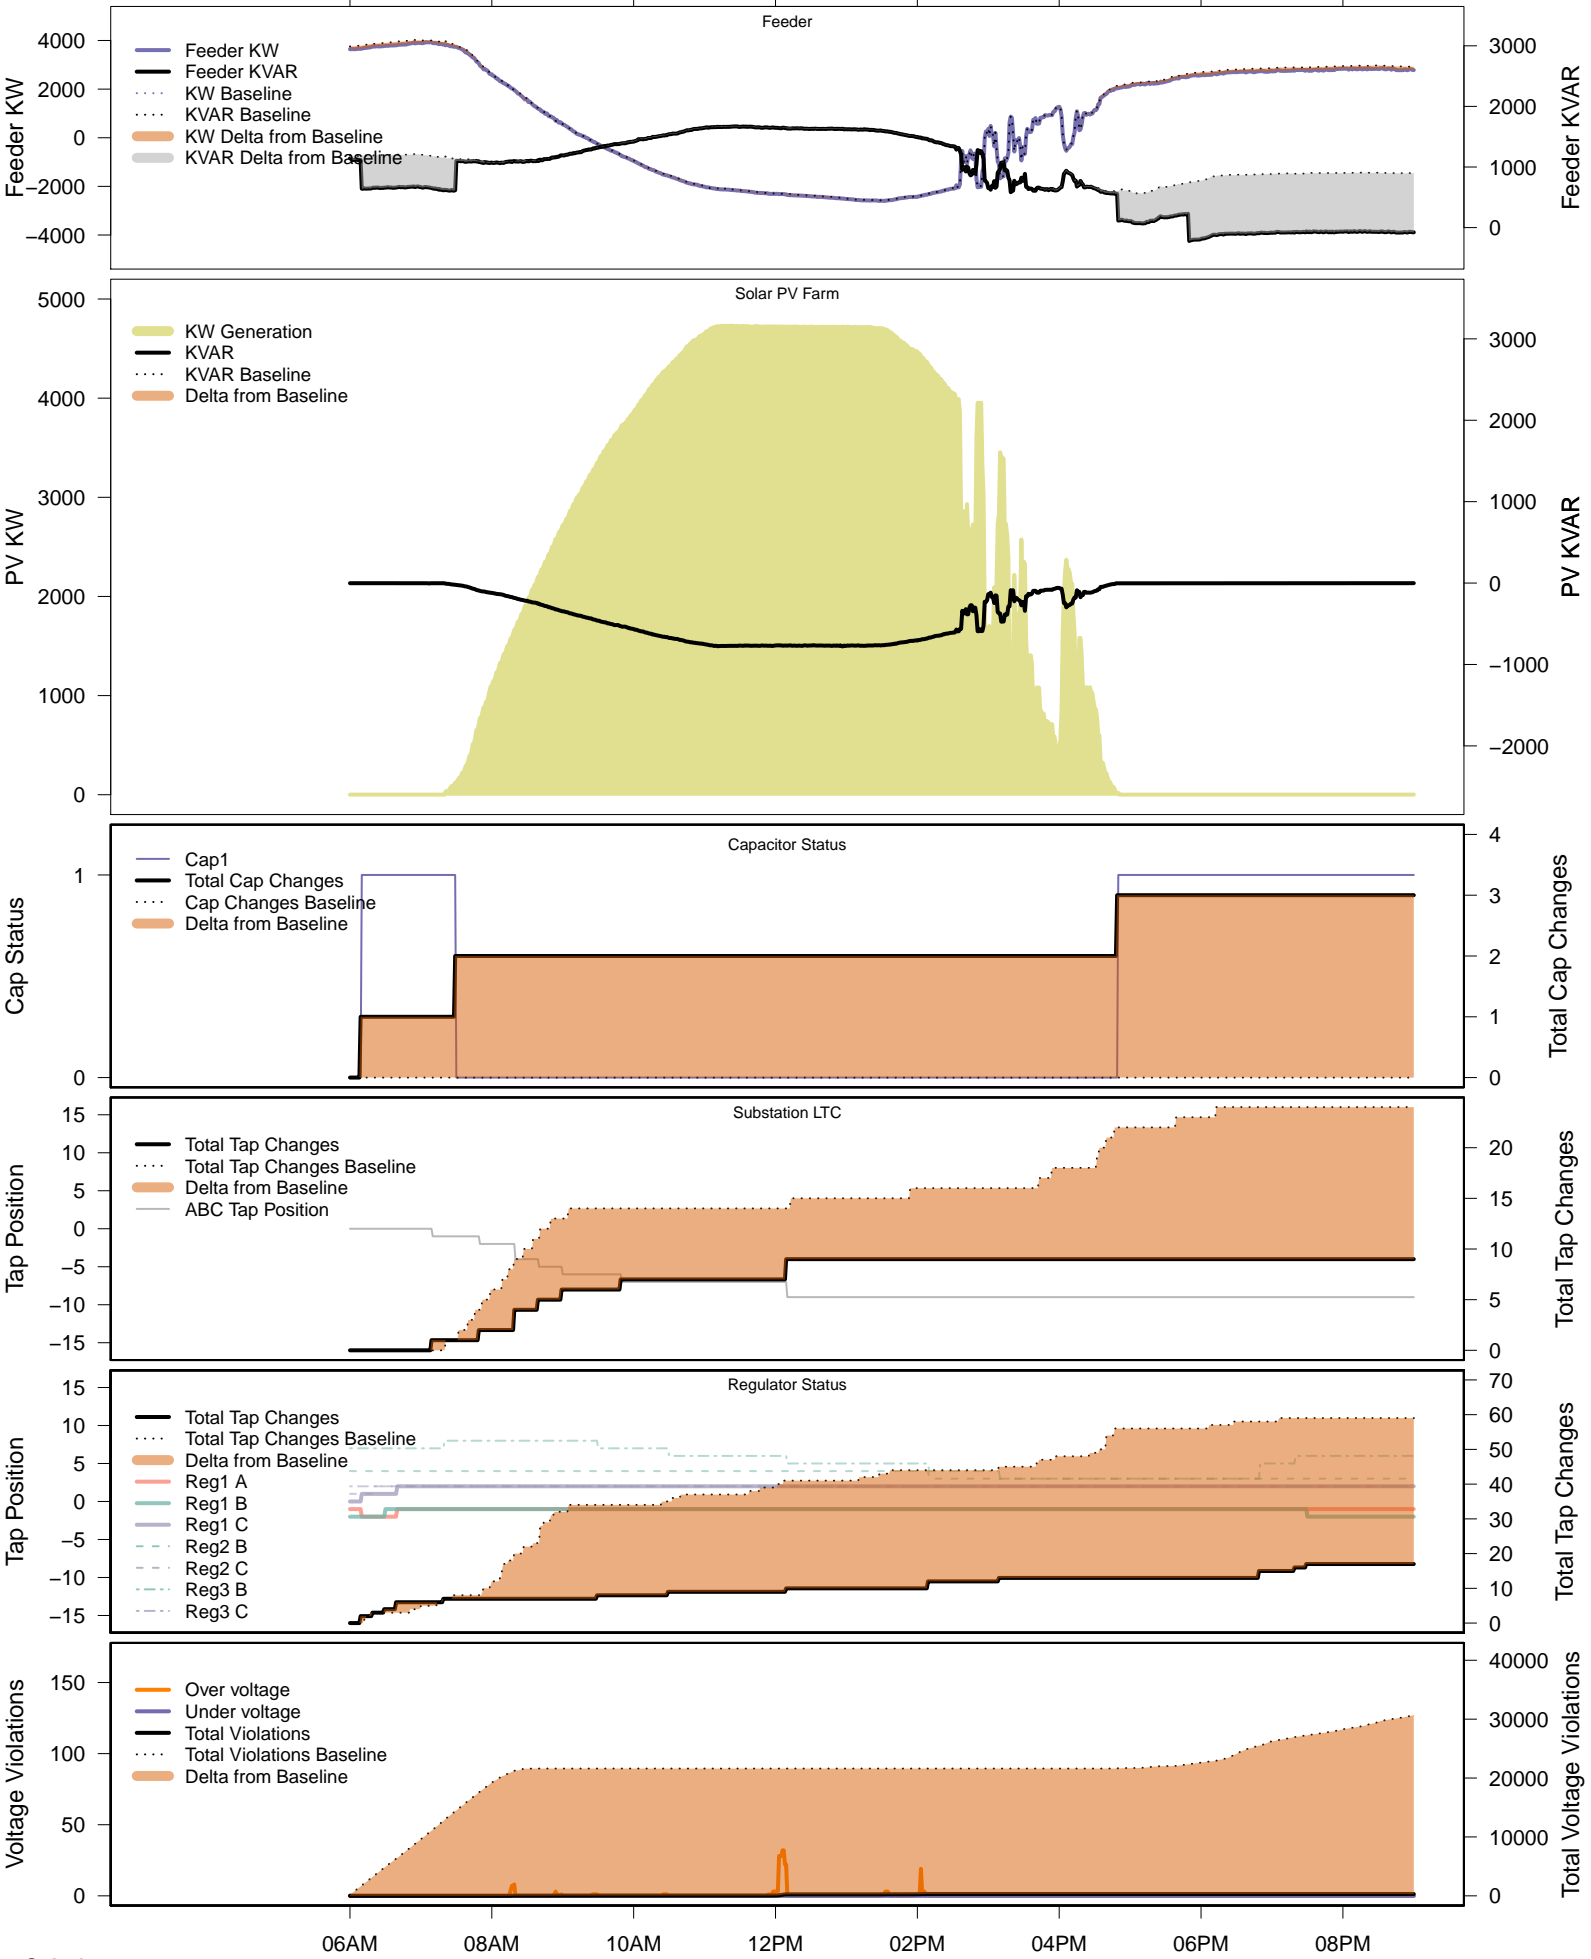 Feeder
4000
2000
0
−2000
−4000
Feeder KW
Feeder KW
Feeder KVAR
KW Baseline
KVAR Baseline
KW Delta from Baseline
KVAR Delta from Baseline
3000
2000
1000
0
Feeder KVAR
Solar PV Farm
5000
4000
3000
2000
1000
0
PV KW
KW Generation
KVAR
KVAR Baseline
Delta from Baseline
3000
2000
1000
0
−1000
−2000
PV KVAR
Capacitor Status
1
0
Cap Status
Cap1
Total Cap Changes
Cap Changes Baseline
Delta from Baseline
4
3
2
1
0
Total Cap Changes
Substation LTC
15
10
5
0
−5
−10
−15
Tap Position
Total Tap Changes
Total Tap Changes Baseline
Delta from Baseline
ABC Tap Position
20
15
10
5
0
Total Tap Changes
Regulator Status
15
10
5
0
−5
−10
−15
Tap Position
Total Tap Changes
Total Tap Changes Baseline
Delta from Baseline
Reg1 A
Reg1 B
Reg1 C
Reg2 B
Reg2 C
Reg3 B
Reg3 C
70
60
50
40
30
20
10
0
Total Tap Changes
150
100
50
0
Voltage Violations
Over voltage
Under voltage
Total Violations
Total Violations Baseline
Delta from Baseline
40000
30000
20000
10000
0
Total Voltage Violations
06AM 08AM 10AM 12PM 02PM 04PM 06PM 08PM